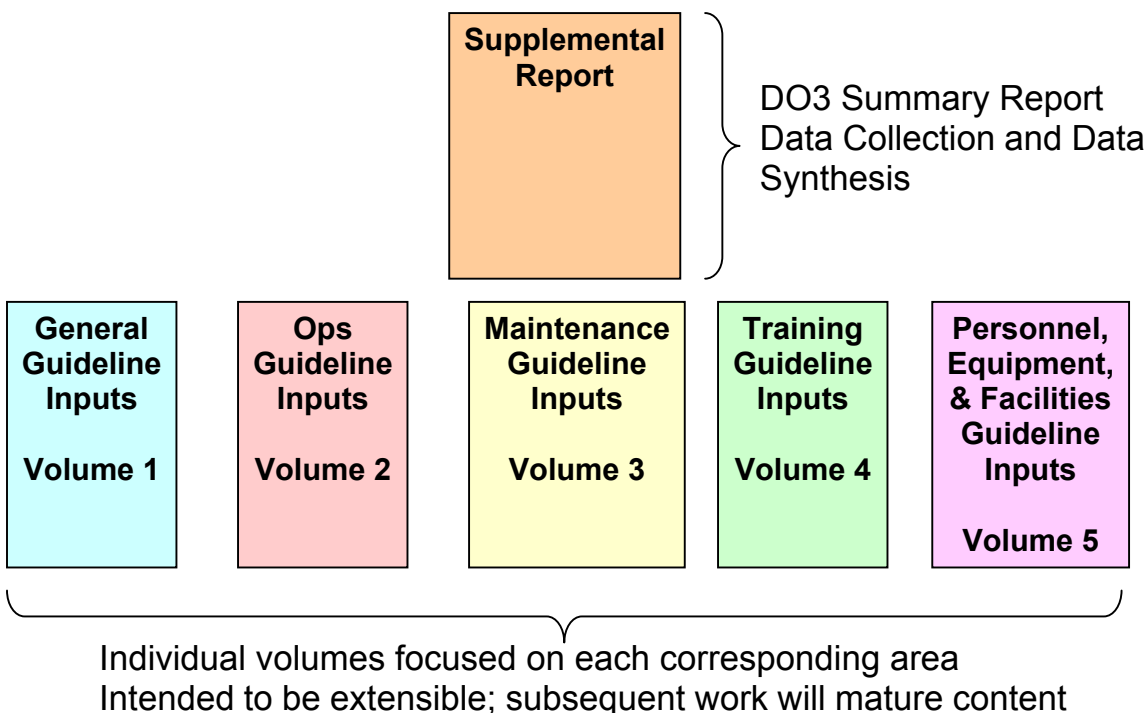 Supplemental
Report
DO3 Summary Report
Data Collection and Data
Synthesis
General
Guideline
Inputs
Volume 1
Ops
Guideline
Inputs
Volume 2
Maintenance
Guideline
Inputs
Volume 3
Training
Guideline
Inputs
Volume 4
Personnel,
Equipment,
& Facilities
Guideline
Inputs
Volume 5
Individual volumes focused on each corresponding area
Intended to be extensible; subsequent work will mature content